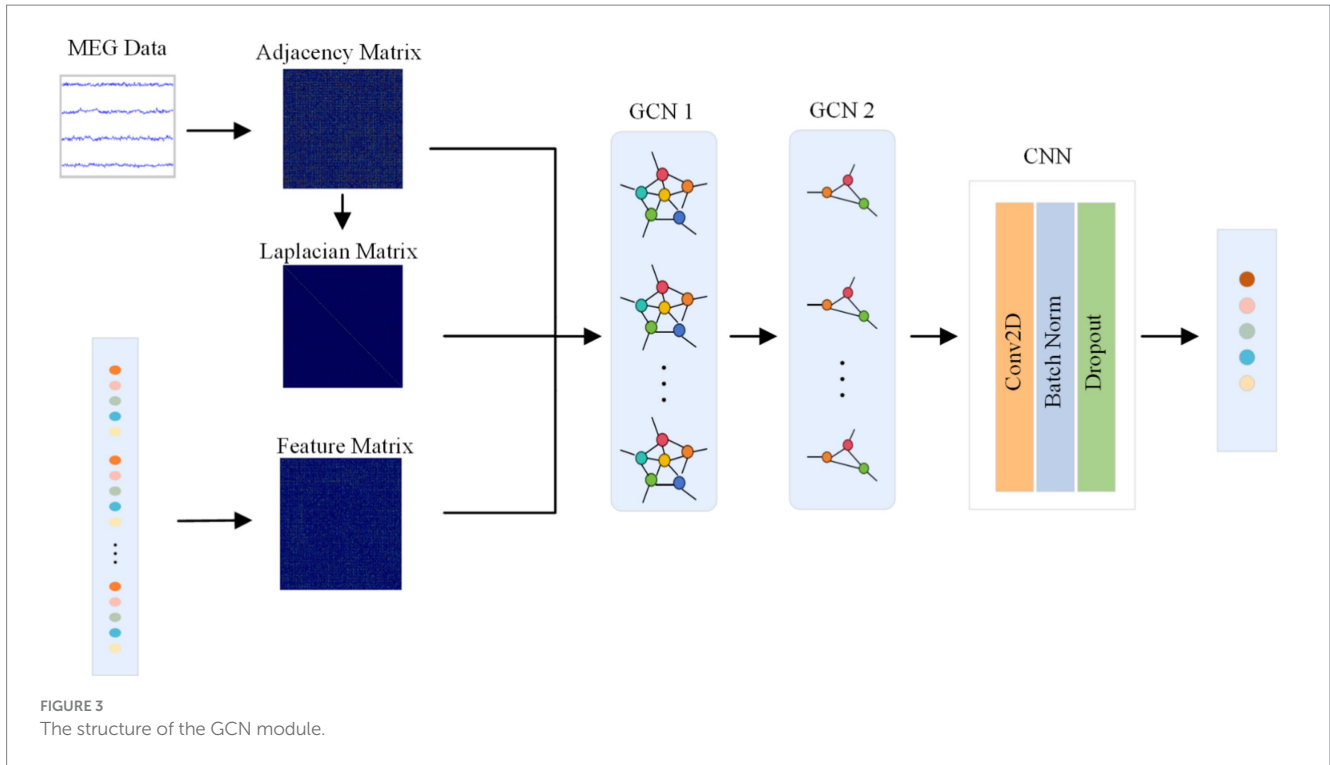 MEG Data
Adjacency Matrix
Laplacian Matrix
Feature Matrix
GCN 1
GCN 2
CNN
Conv2D
Batch Norm
Dropout
FIGURE 3
The structure of the GCN module.